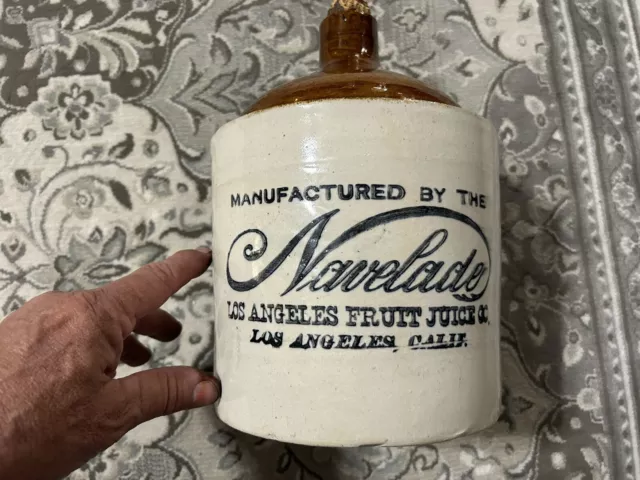 MANUFACTURED BY THE
Navelade
LOS ANGELES FRUIT JUICE CO.
LOS ANGELES, CALIF.